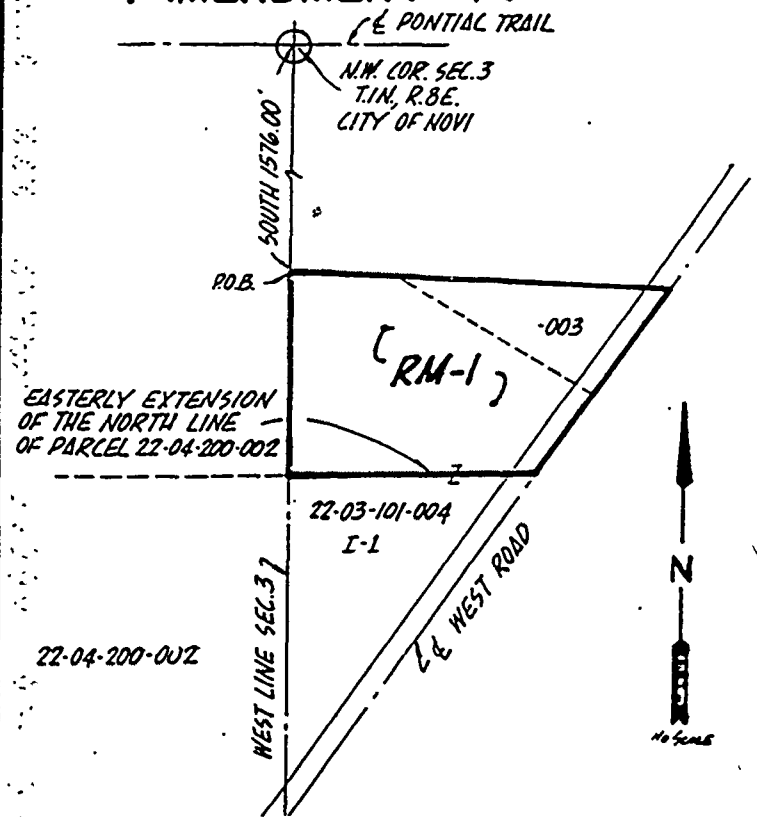 ℄ PONTIAC TRAIL
N.W. COR. SEC.3
T.1N., R.8E.
CITY OF NOVI
SOUTH 1576.00'
P.O.B.
-003
RM-1
EASTERLY EXTENSION
OF THE NORTH LINE
OF PARCEL 22-04-200-002
22-03-101-004
I-1
℄ WEST ROAD
WEST LINE SEC.3
22-04-200-002
N
No Scale